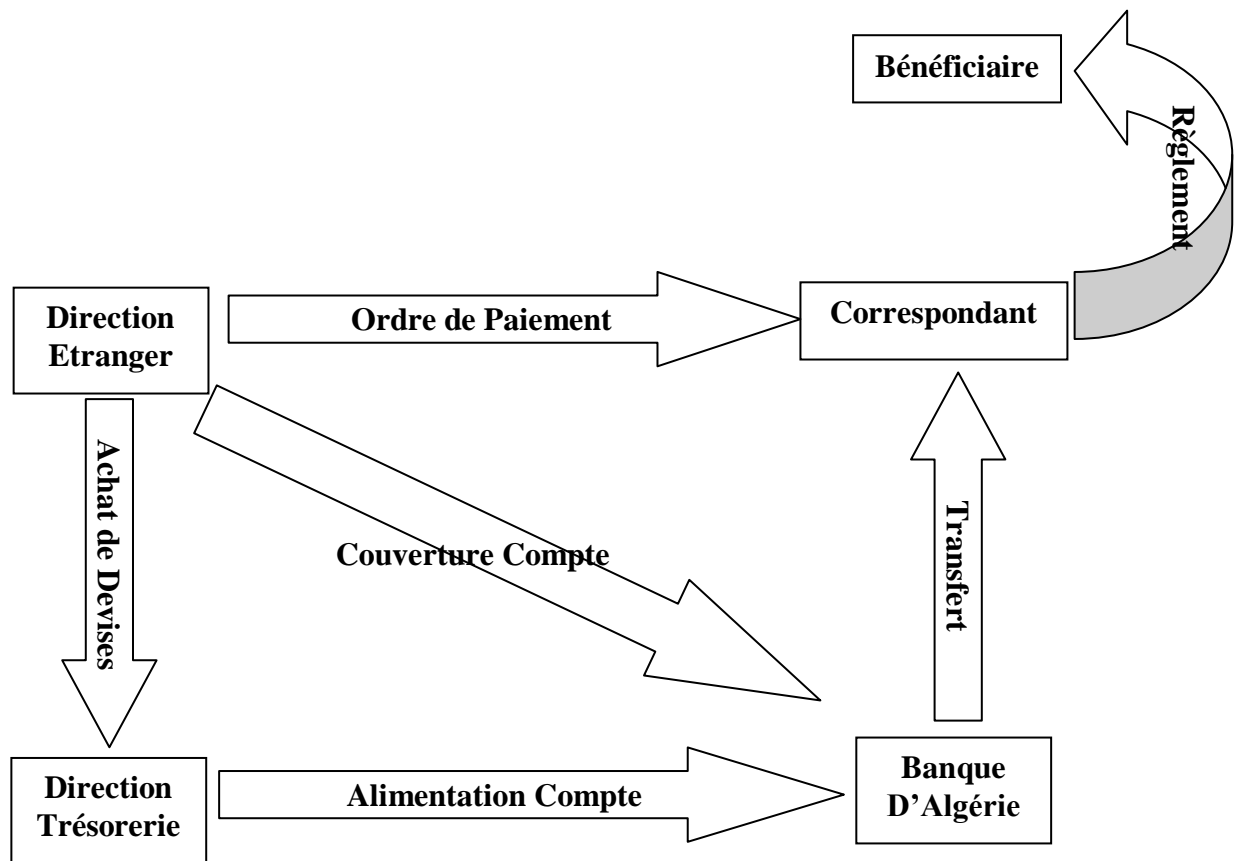 Bénéficiaire
Règlement
Direction
Etranger
Ordre de Paiement
Correspondant
Achat de Devises
Couverture Compte
Transfert
Direction
Trésorerie
Alimentation Compte
Banque
D’Algérie